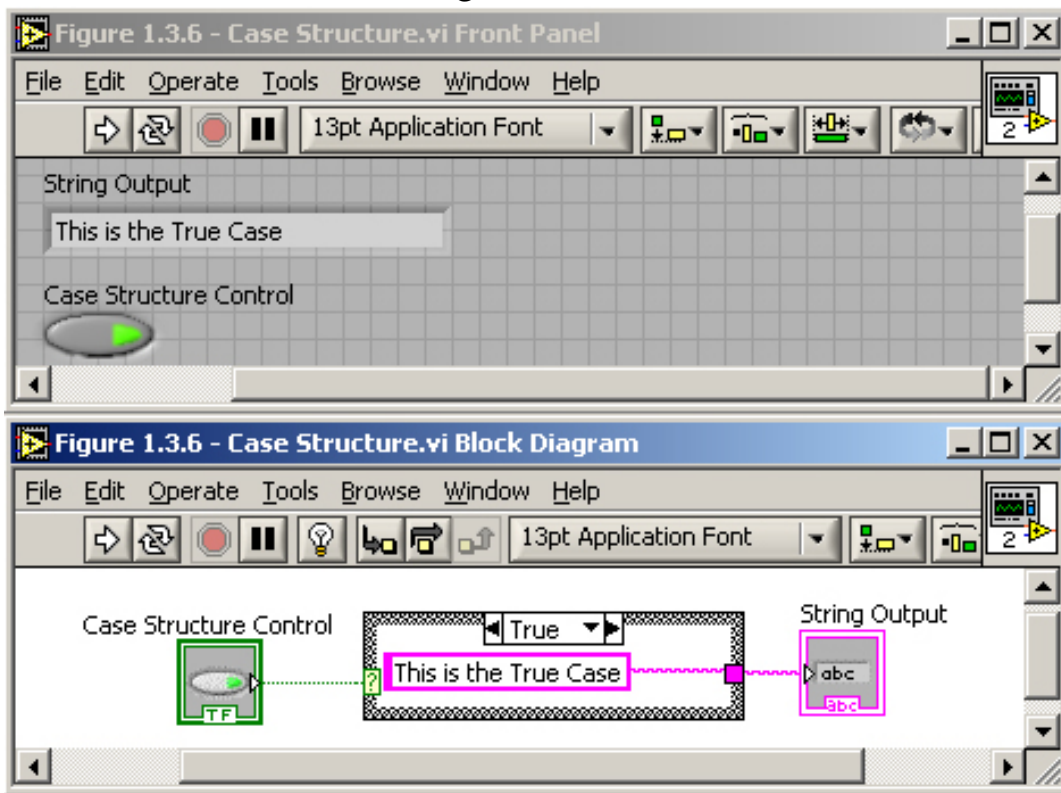 Figure 1.3.6 - Case Structure.vi Front Panel
File Edit Operate Tools Browse Window Help
13pt Application Font
2
String Output
This is the True Case
Case Structure Control
Figure 1.3.6 - Case Structure.vi Block Diagram
File Edit Operate Tools Browse Window Help
13pt Application Font
2
Case Structure Control
True
String Output
? This is the True Case
abc
TF
abc